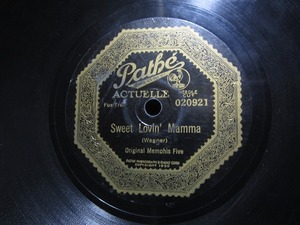 Pathé
ACTUELLE
Fox Trot
020921
Sweet Lovin' Mamma
(Wagner)
Original Memphis Five